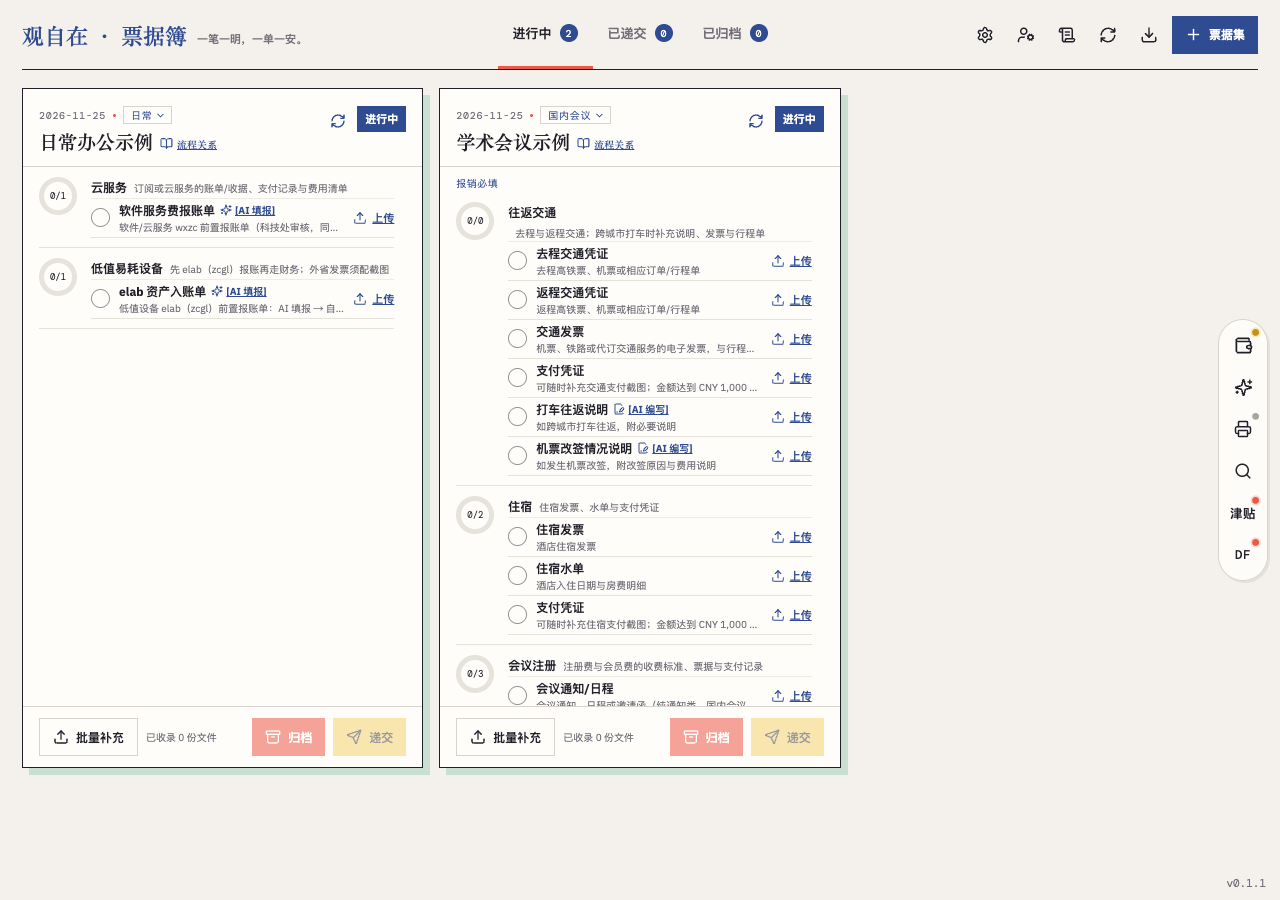 观自在 · 票据簿 一笔一明，一单一安。
进行中 2 已递交 0 已归档 0
票据集
2026-11-25 • 日常
进行中
日常办公示例 流程关系
0/1 云服务 订阅或云服务的账单/收据、支付记录与费用清单
软件服务费报账单 [AI 填报]
软件/云服务 wxzc 前置报账单（科技处审核，同...
上传
0/1 低值易耗设备 先 elab（zcgl）报账再走财务；外省发票须配截图
elab 资产入账单 [AI 填报]
低值设备 elab（zcgl）前置报账单：AI 填报 → 自...
上传
批量补充 已收录 0 份文件 归档 递交
2026-11-25 • 国内会议
进行中
学术会议示例 流程关系
报销必填
0/0 往返交通
去程与返程交通；跨城市打车时补充说明、发票与行程单
去程交通凭证
去程高铁票、机票或相应订单/行程单
上传
返程交通凭证
返程高铁票、机票或相应订单/行程单
上传
交通发票
机票、铁路或代订交通服务的电子发票，与行程...
上传
支付凭证
可随时补充交通支付截图；金额达到 CNY 1,000 ...
上传
打车往返说明 [AI 编写]
如跨城市打车往返，附必要说明
上传
机票改签情况说明 [AI 编写]
如发生机票改签，附改签原因与费用说明
上传
0/2 住宿 住宿发票、水单与支付凭证
住宿发票
酒店住宿发票
上传
住宿水单
酒店入住日期与房费明细
上传
支付凭证
可随时补充住宿支付截图；金额达到 CNY 1,000 ...
上传
0/3 会议注册 注册费与会员费的收费标准、票据与支付记录
会议通知/日程
会议通知、日程或邀请函（纯通知类、国内会议...
上传
批量补充 已收录 0 份文件 归档 递交
津贴
DF
v0.1.1